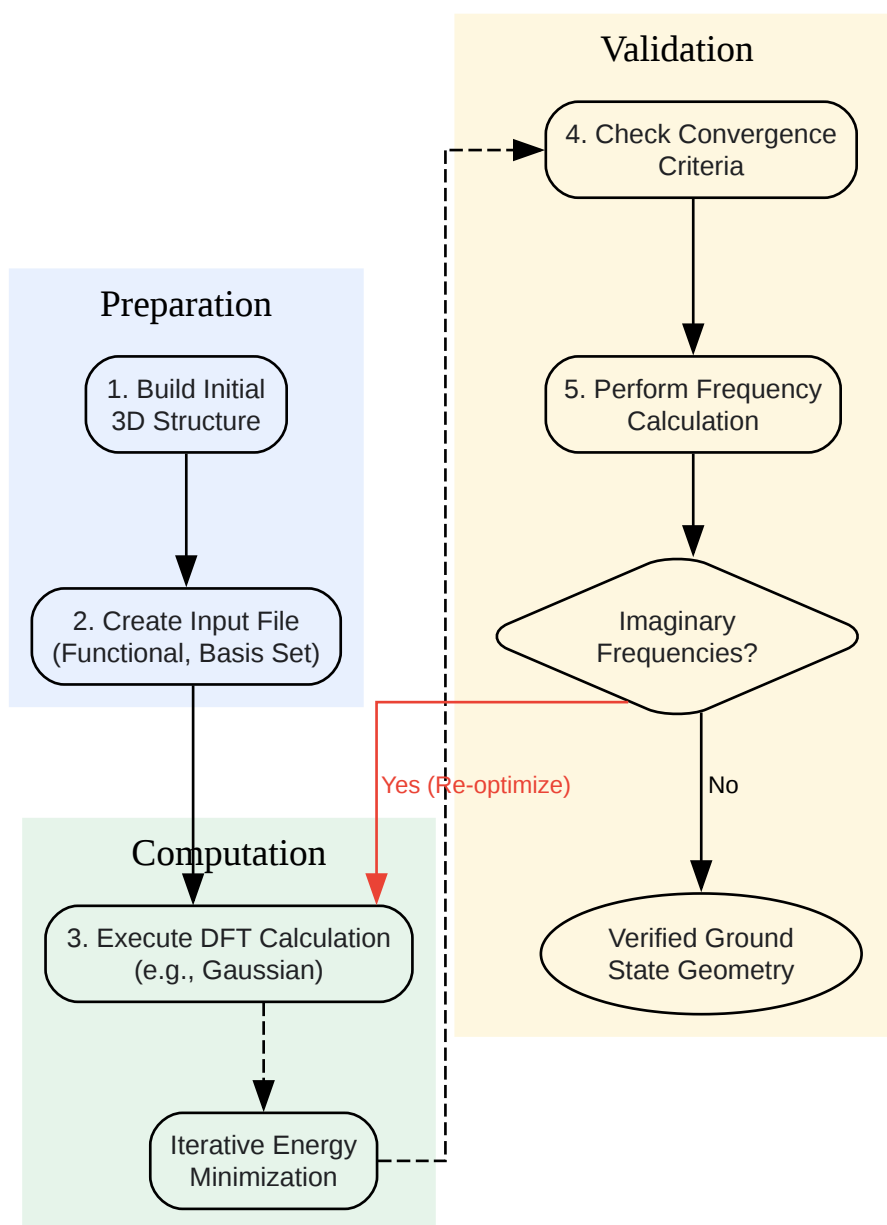 Preparation
1. Build Initial
3D Structure
2. Create Input File
(Functional, Basis Set)
Computation
3. Execute DFT Calculation
(e.g., Gaussian)
Iterative Energy
Minimization
Validation
4. Check Convergence
Criteria
5. Perform Frequency
Calculation
Imaginary
Frequencies?
Yes (Re-optimize)
No
Verified Ground
State Geometry